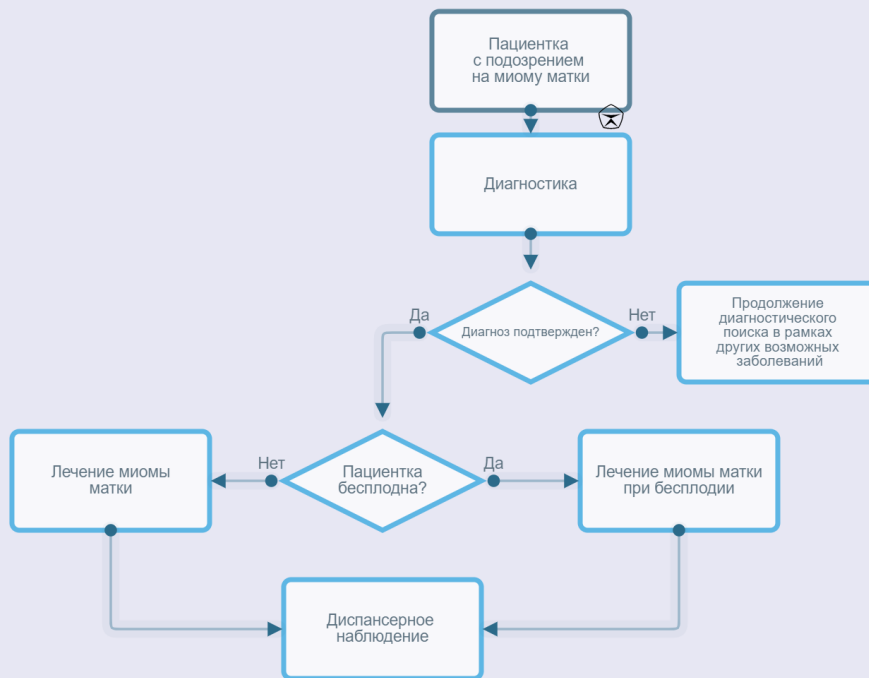 Пациентка
с подозрением
на миому матки
Диагностика
Диагноз подтвержден?
Да
Нет
Продолжение
диагностического
поиска в рамках
других возможных
заболеваний
Лечение миомы
матки
Нет
Пациентка
бесплодна?
Да
Лечение миомы матки
при бесплодии
Диспансерное
наблюдение